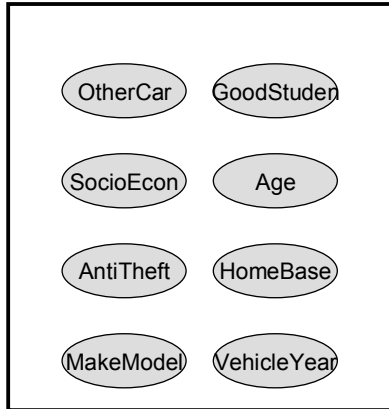 OtherCar GoodStuden
SocioEcon Age
AntiTheft HomeBase
MakeModel VehicleYear